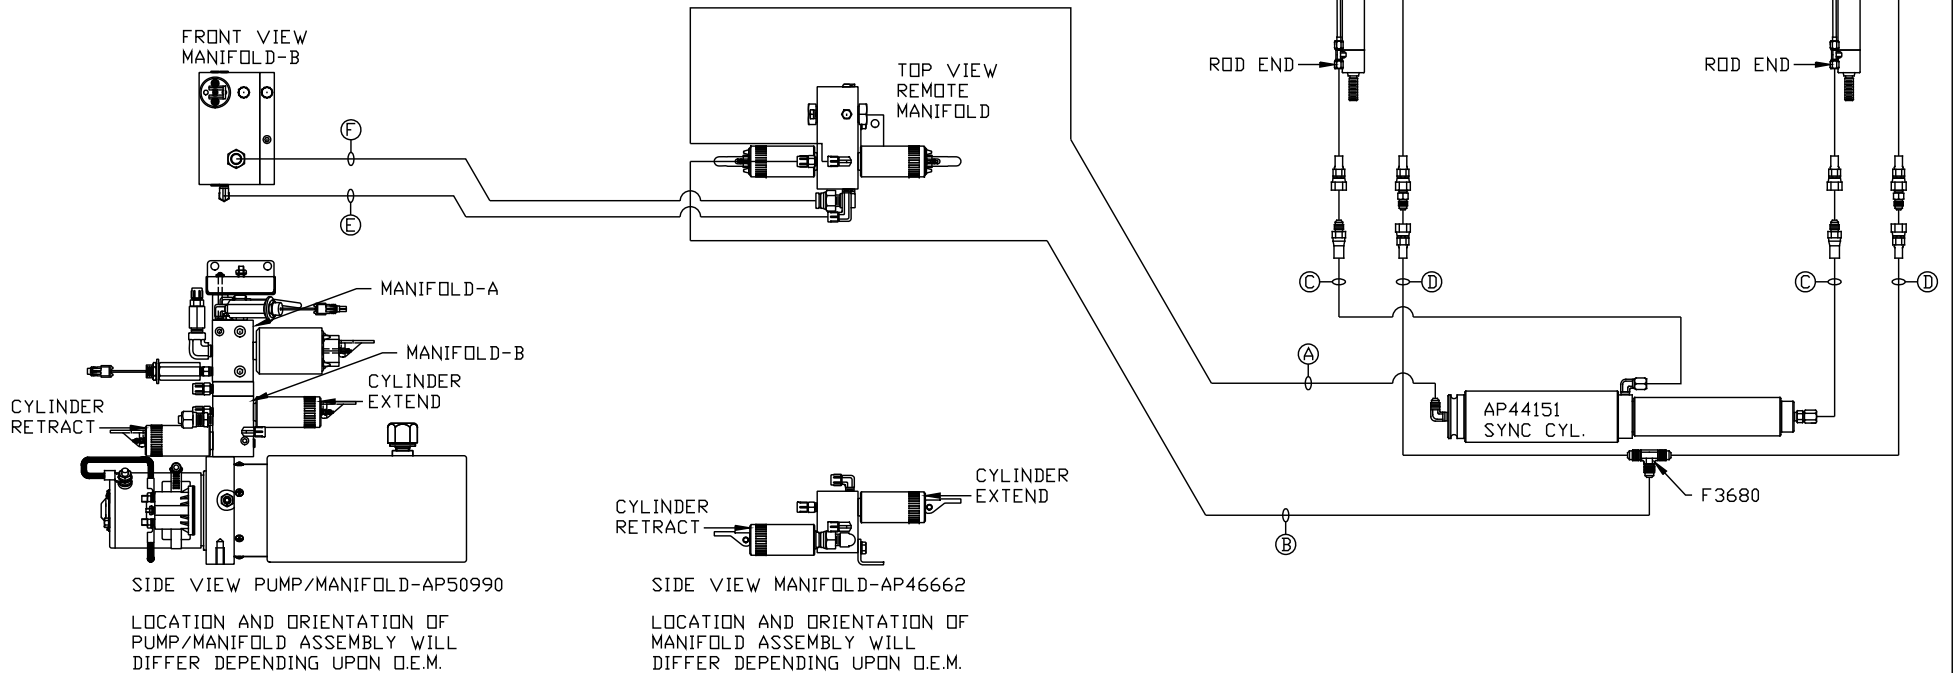 FRONT VIEW
MANIFOLD-B
F
E
TOP VIEW
REMOTE
MANIFOLD
ROD END
ROD END
C
D
C
D
MANIFOLD-A
MANIFOLD-B
CYLINDER
EXTEND
CYLINDER
RETRACT
A
AP44151
SYNC CYL.
F3680
B
CYLINDER
EXTEND
CYLINDER
RETRACT
SIDE VIEW PUMP/MANIFOLD-AP50990
LOCATION AND ORIENTATION OF
PUMP/MANIFOLD ASSEMBLY WILL
DIFFER DEPENDING UPON O.E.M.
SIDE VIEW MANIFOLD-AP46662
LOCATION AND ORIENTATION OF
MANIFOLD ASSEMBLY WILL
DIFFER DEPENDING UPON O.E.M.